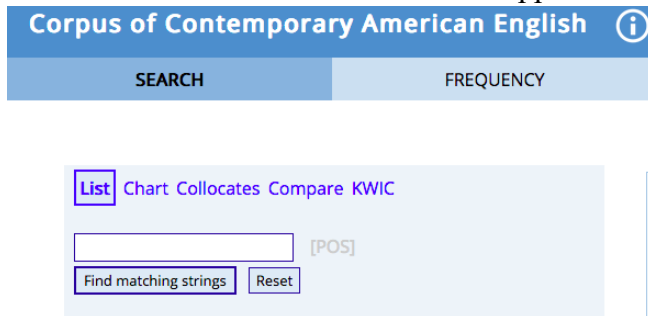 Corpus of Contemporary American English
SEARCH FREQUENCY
List Chart Collocates Compare KWIC
[POS]
Find matching strings Reset